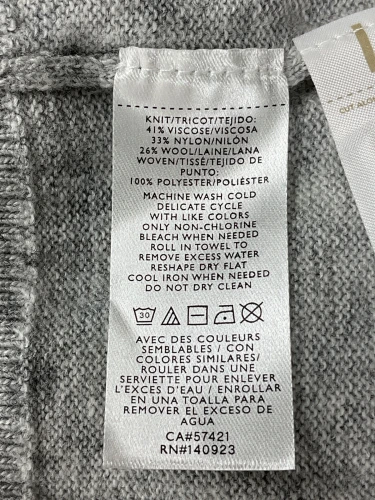 KNIT/TRICOT/TEJIDO:
41% VISCOSE/VISCOSA
33% NYLON/NILÓN
26% WOOL/LAINE/LANA
WOVEN/TISSÉ/TEJIDO DE
PUNTO:
100% POLYESTER/POLIÉSTER
MACHINE WASH COLD
DELICATE CYCLE
WITH LIKE COLORS
ONLY NON-CHLORINE
BLEACH WHEN NEEDED
ROLL IN TOWEL TO
REMOVE EXCESS WATER
RESHAPE DRY FLAT
COOL IRON WHEN NEEDED
DO NOT DRY CLEAN
30
AVEC DES COULEURS
SEMBLABLES / CON
COLORES SIMILARES/
ROULER DANS UNE
SERVIETTE POUR ENLEVER
L'EXCES D'EAU / ENROLLAR
EN UNA TOALLA PARA
REMOVER EL EXCESO DE
AGUA
CA#57421
RN#140923
CUT ALONG